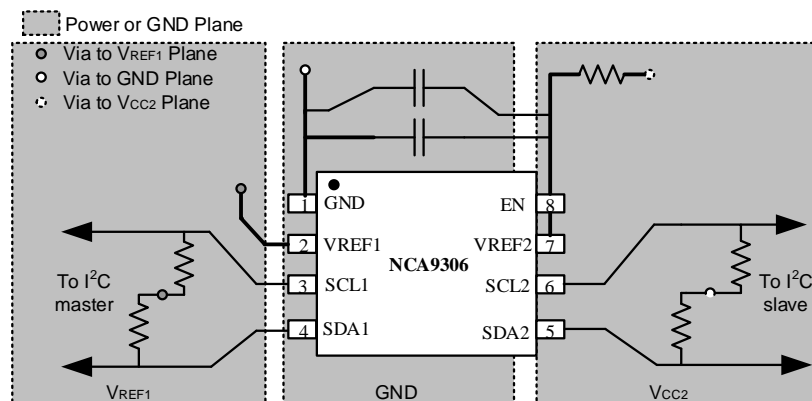 Power or GND Plane
Via to VREF1 Plane
Via to GND Plane
Via to VCC2 Plane
1 GND
EN 8
2 VREF1
VREF2 7
NCA9306
3 SCL1
SCL2 6
4 SDA1
SDA2 5
To I²C
master
To I²C
slave
VREF1
GND
VCC2